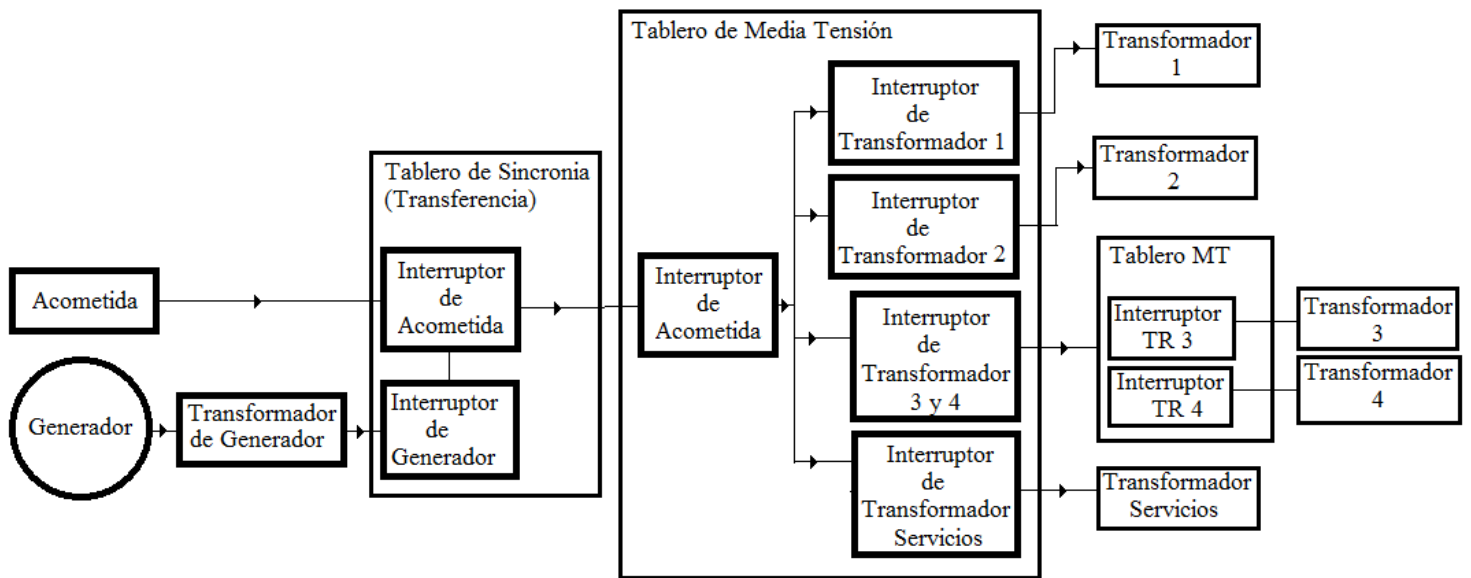 Tablero de Media Tensión
Interruptor
de
Transformador 1
Transformador
1
Interruptor
de
Transformador 2
Transformador
2
Tablero de Sincronia
(Transferencia)
Acometida
Interruptor
de
Acometida
Interruptor
de
Acometida
Interruptor
de
Transformador
3 y 4
Tablero MT
Interruptor
TR 3
Transformador
3
Interruptor
TR 4
Transformador
4
Generador
Transformador
de Generador
Interruptor
de
Generador
Interruptor
de
Transformador
Servicios
Transformador
Servicios